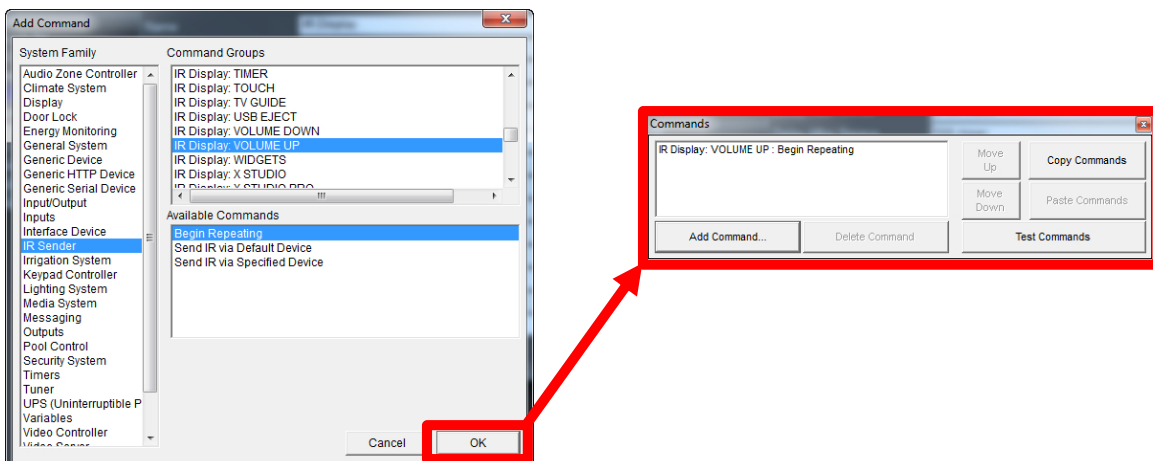 Add Command
System Family
Audio Zone Controller
Climate System
Display
Door Lock
Energy Monitoring
General System
Generic Device
Generic HTTP Device
Generic Serial Device
Input/Output
Inputs
Interface Device
IR Sender
Irrigation System
Keypad Controller
Lighting System
Media System
Messaging
Outputs
Pool Control
Security System
Timers
Tuner
UPS (Uninterruptible P
Variables
Video Controller
Video Server
Command Groups
IR Display: TIMER
IR Display: TOUCH
IR Display: TV GUIDE
IR Display: USB EJECT
IR Display: VOLUME DOWN
IR Display: VOLUME UP
IR Display: WIDGETS
IR Display: X STUDIO
IR Display: X STUDIO PRO
Available Commands
Begin Repeating
Send IR via Default Device
Send IR via Specified Device
Cancel
OK
Commands
IR Display: VOLUME UP : Begin Repeating
Move
Up
Copy Commands
Move
Down
Paste Commands
Add Command...
Delete Command
Test Commands